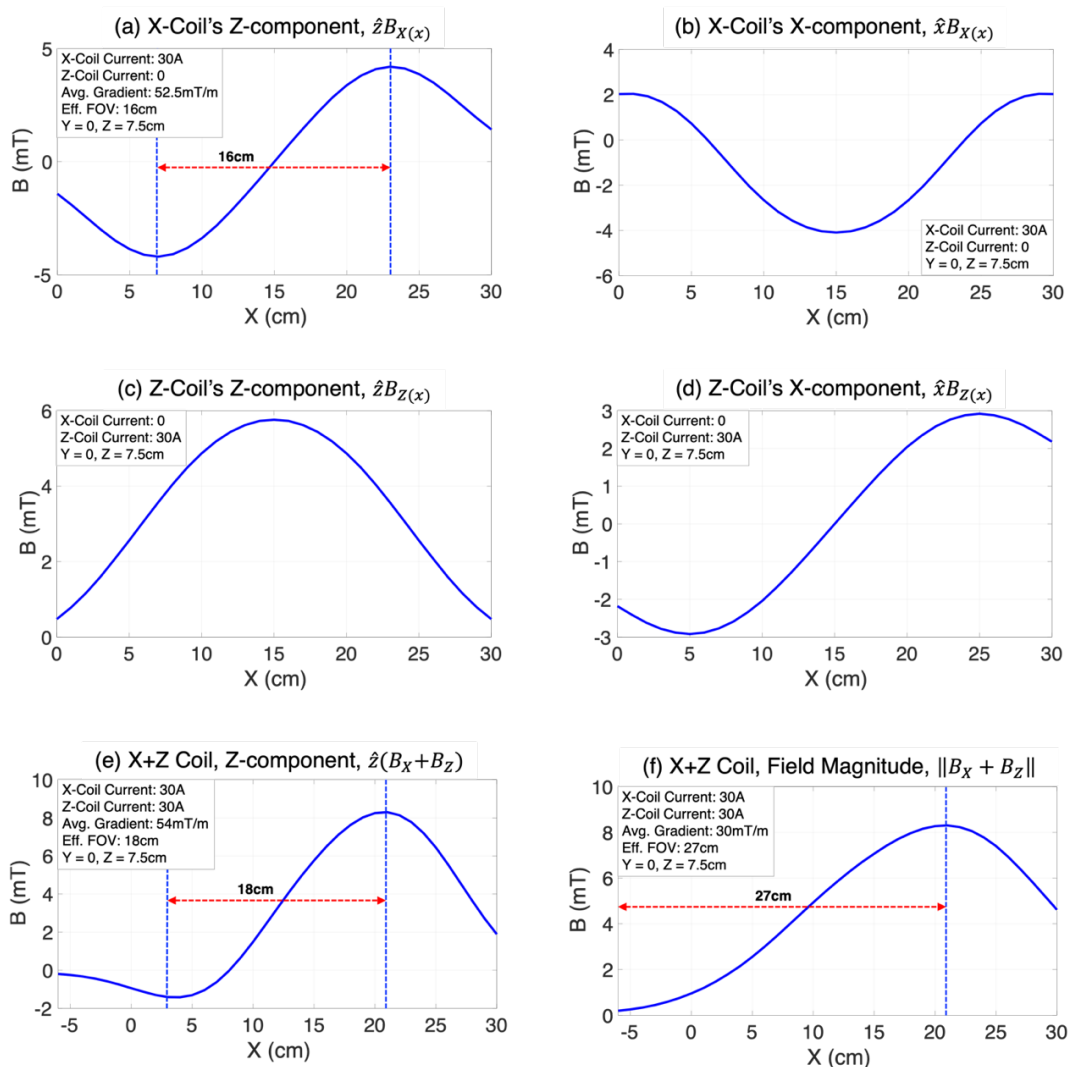 (a) X-Coil's Z-component, ẑB_X(x)
X-Coil Current: 30A
Z-Coil Current: 0
Avg. Gradient: 52.5mT/m
Eff. FOV: 16cm
Y = 0, Z = 7.5cm
16cm
5
0
-5
B (mT)
0 5 10 15 20 25 30
X (cm)
(b) X-Coil's X-component, x̂B_X(x)
4
2
0
-2
-4
-6
B (mT)
X-Coil Current: 30A
Z-Coil Current: 0
Y = 0, Z = 7.5cm
0 5 10 15 20 25 30
X (cm)
(c) Z-Coil's Z-component, ẑB_Z(x)
X-Coil Current: 0
Z-Coil Current: 30A
Y = 0, Z = 7.5cm
6
4
2
0
B (mT)
0 5 10 15 20 25 30
X (cm)
(d) Z-Coil's X-component, x̂B_Z(x)
X-Coil Current: 0
Z-Coil Current: 30A
Y = 0, Z = 7.5cm
3
2
1
0
-1
-2
-3
B (mT)
0 5 10 15 20 25 30
X (cm)
(e) X+Z Coil, Z-component, ẑ(B_X+B_Z)
X-Coil Current: 30A
Z-Coil Current: 30A
Avg. Gradient: 54mT/m
Eff. FOV: 18cm
Y = 0, Z = 7.5cm
18cm
10
8
6
4
2
0
-2
B (mT)
-5 0 5 10 15 20 25 30
X (cm)
(f) X+Z Coil, Field Magnitude, ‖B_X + B_Z‖
X-Coil Current: 30A
Z-Coil Current: 30A
Avg. Gradient: 30mT/m
Eff. FOV: 27cm
Y = 0, Z = 7.5cm
27cm
10
8
6
4
2
0
B (mT)
-5 0 5 10 15 20 25 30
X (cm)